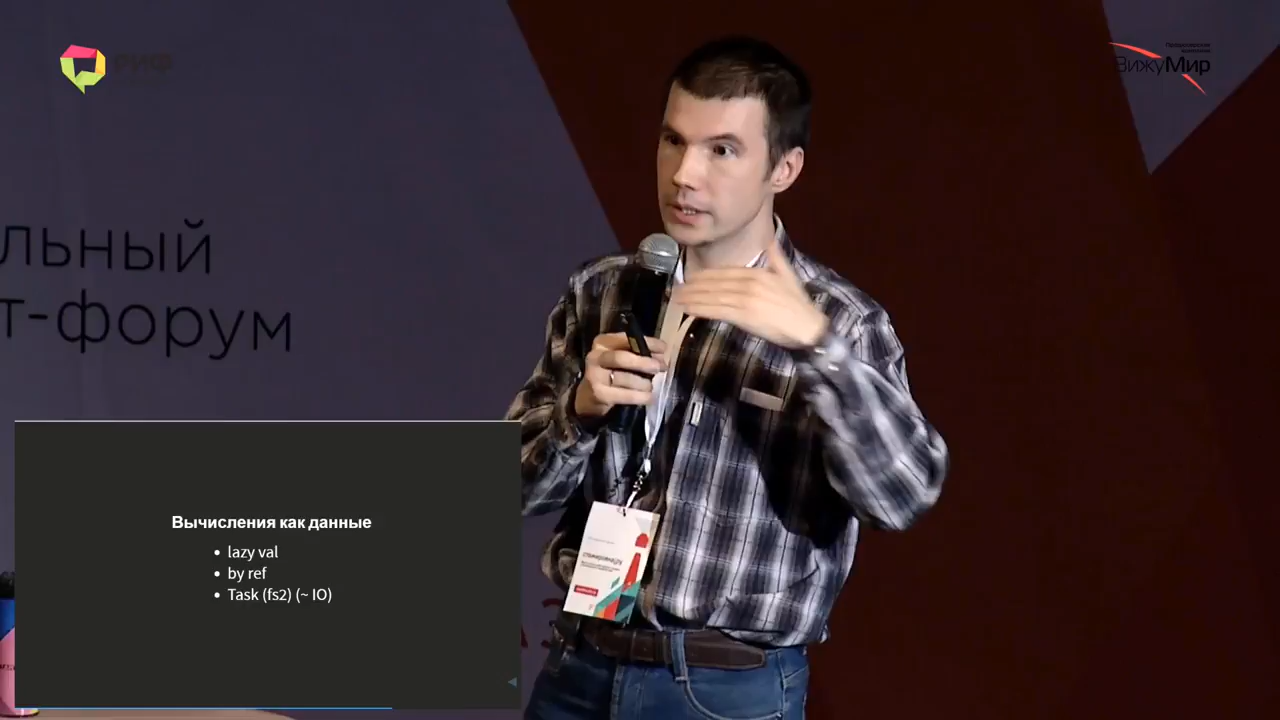 ВижуМир
льный
т-форум
Вычисления как данные
• lazy val
• by ref
• Task (fs2) (~ IO)